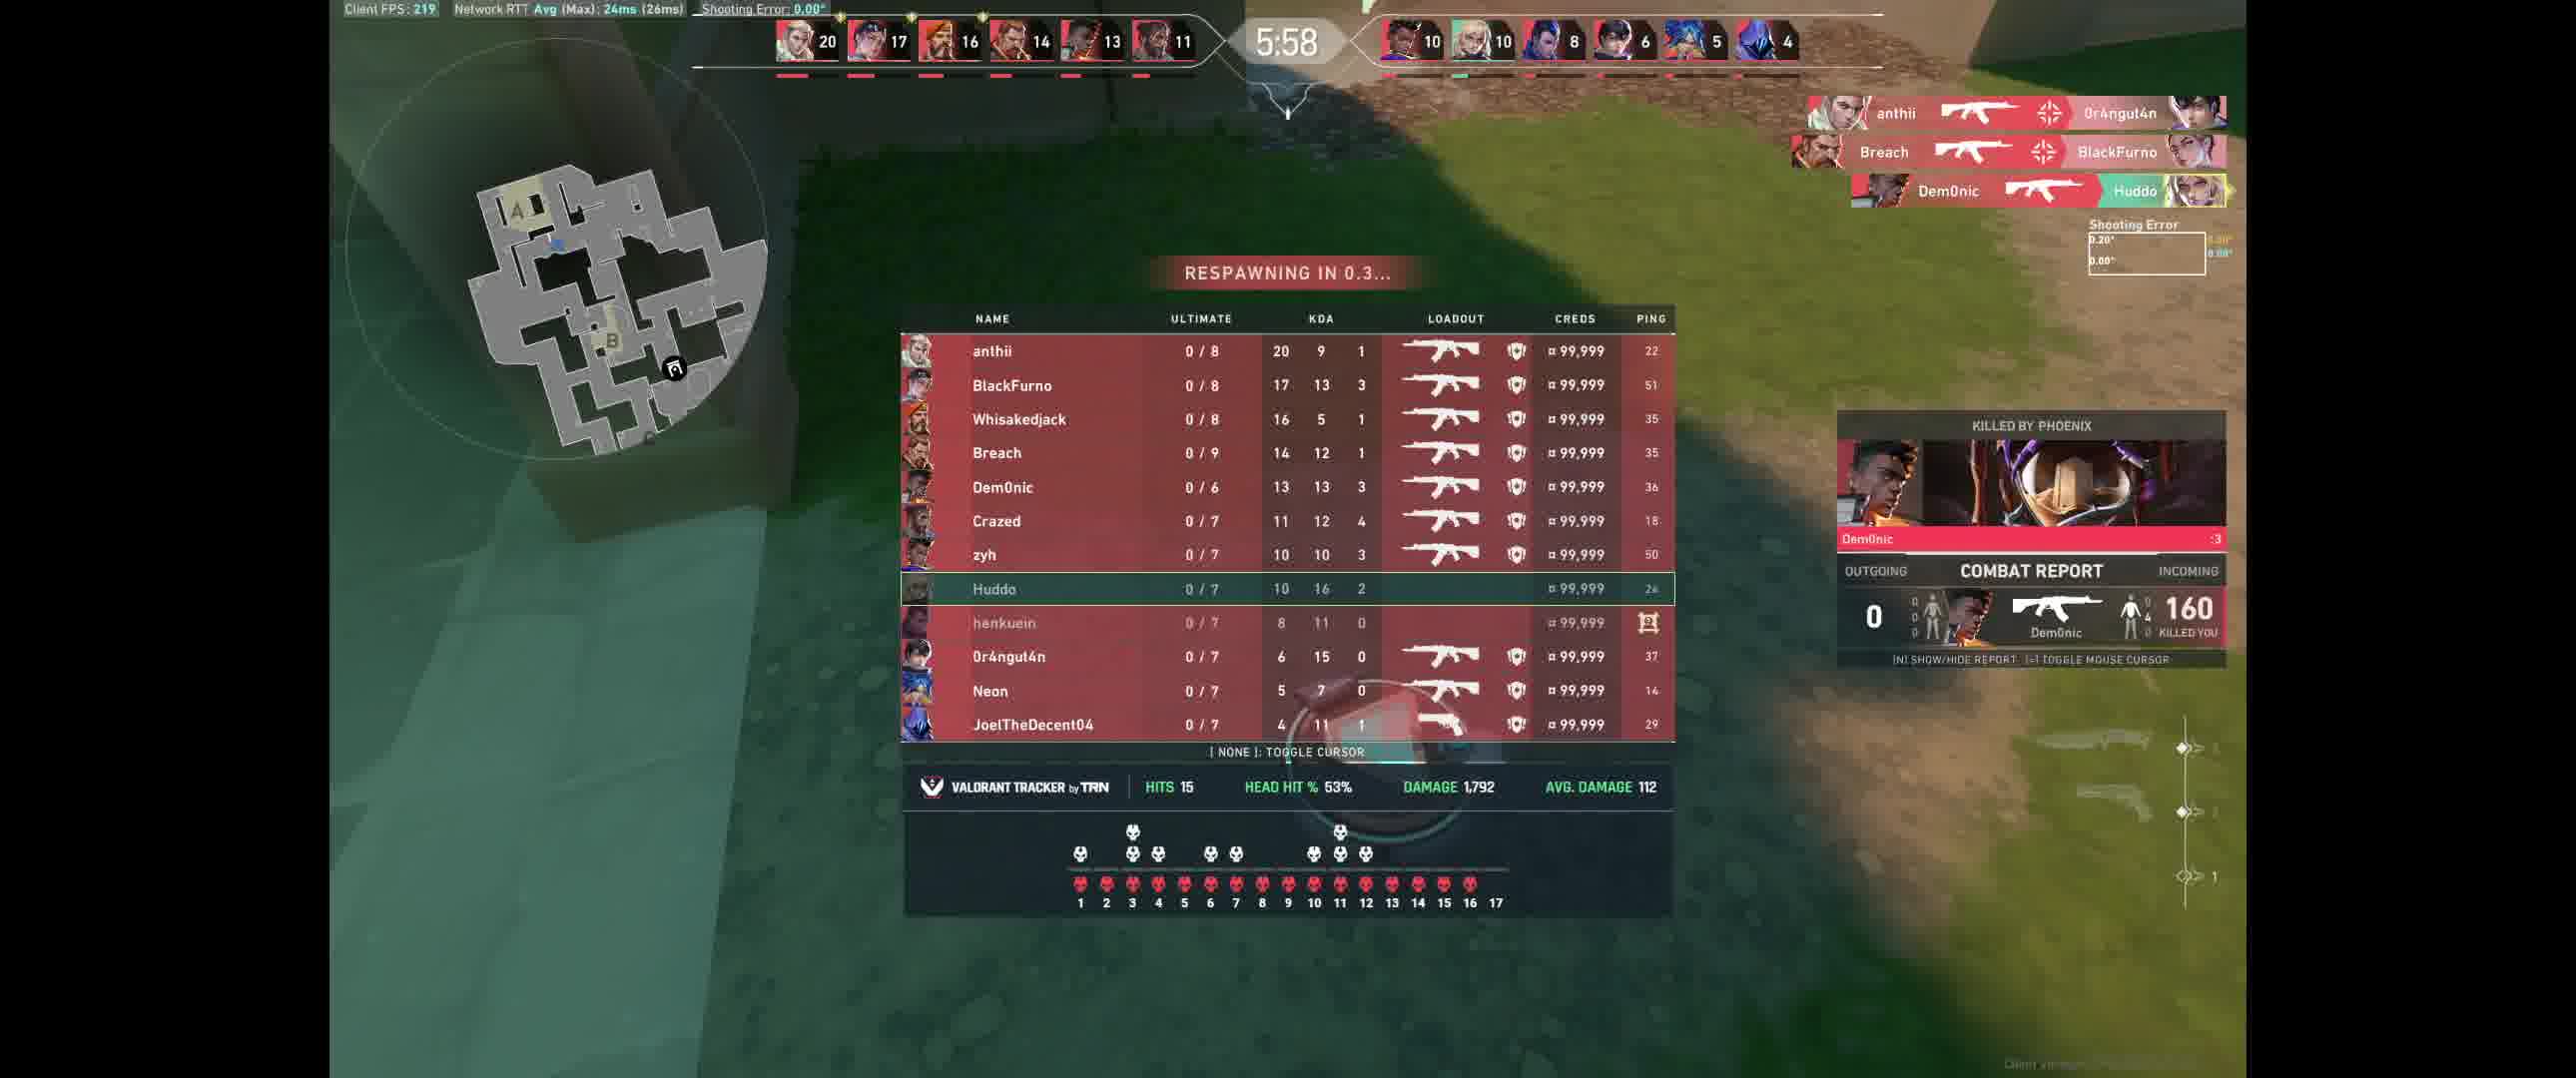 Client FPS: 219 Network RTT Avg (Max): 24ms (26ms) Shooting Error: 0.00°
20 17 16 14 13 11 5:58 10 10 8 6 5 4
anthii 0r4ngut4n
Breach BlackFurno
Dem0nic Huddo
Shooting Error
0.20°
0.00°
A
B
RESPAWNING IN 0.3...
NAME ULTIMATE KDA LOADOUT CREDS PING
anthii 0 / 8 20 9 1 ¤ 99,999 22
BlackFurno 0 / 8 17 13 3 ¤ 99,999 51
Whisakedjack 0 / 8 16 5 1 ¤ 99,999 35
Breach 0 / 9 14 12 1 ¤ 99,999 35
Dem0nic 0 / 6 13 13 3 ¤ 99,999 36
Crazed 0 / 7 11 12 4 ¤ 99,999 18
zyh 0 / 7 10 10 3 ¤ 99,999 50
Huddo 0 / 7 10 16 2 ¤ 99,999
henkuein 0 / 7 8 11 0 ¤ 99,999
0r4ngut4n 0 / 7 6 15 0 ¤ 99,999 37
Neon 0 / 7 5 7 0 ¤ 99,999 14
JoelTheDecent04 0 / 7 4 11 1 ¤ 99,999 29
[ NONE ]: TOGGLE CURSOR
VALORANT TRACKER by TRN HITS 15 HEAD HIT % 53% DAMAGE 1,792 AVG. DAMAGE 112
1 2 3 4 5 6 7 8 9 10 11 12 13 14 15 16 17
KILLED BY PHOENIX
Dem0nic :3
OUTGOING COMBAT REPORT INCOMING
0 Dem0nic 160
KILLED YOU
[N] SHOW/HIDE REPORT [=] TOGGLE MOUSE CURSOR
1